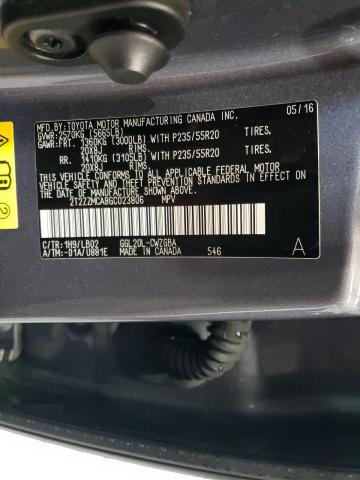 MFD.BY:TOYOTA MOTOR MANUFACTURING CANADA INC. 05/16
GVWR:2570KG (5665LB)
GAWR:FRT. 1360KG (3000LB) WITH P235/55R20 TIRES,
20X8J RIMS,
RR. 1410KG (3105LB) WITH P235/55R20 TIRES,
20X8J RIMS,
THIS VEHICLE CONFORMS TO ALL APPLICABLE FEDERAL MOTOR
VEHICLE SAFETY STANDARDS IN EFFECT ON
THE DATE OF MANUFACTURE SHOWN ABOVE.
2T2ZZMCA8GC023806 MPV
C/TR:1H9/LB02 GGL20L-CWZGBA
A/TM:-01A/U881E MADE IN CANADA 546 A